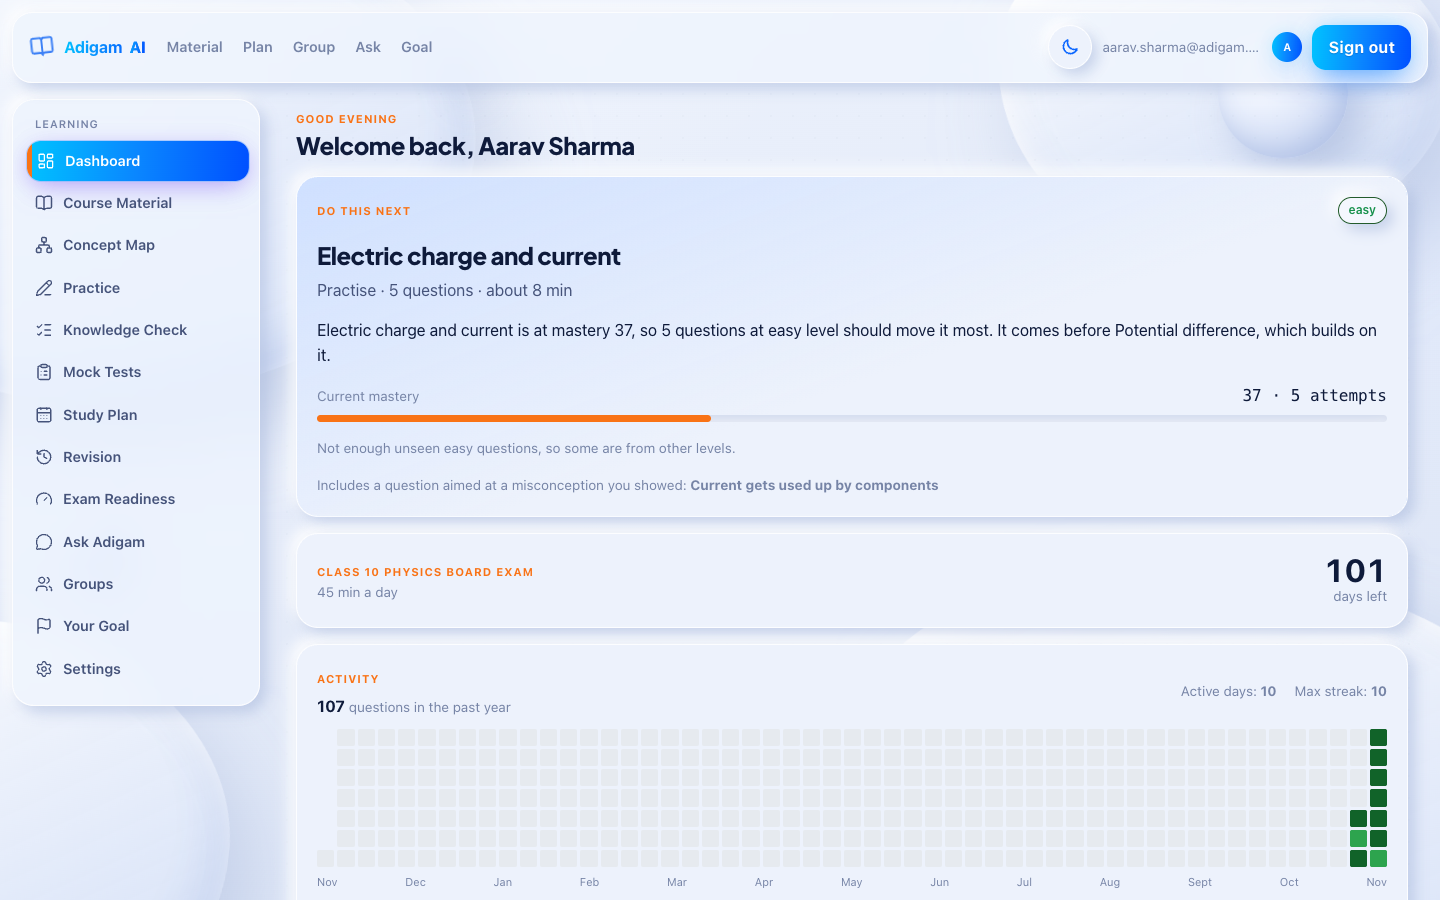 Adigam AI Material Plan Group Ask Goal aarav.sharma@adigam.... A Sign out
LEARNING
Dashboard
Course Material
Concept Map
Practice
Knowledge Check
Mock Tests
Study Plan
Revision
Exam Readiness
Ask Adigam
Groups
Your Goal
Settings
GOOD EVENING
Welcome back, Aarav Sharma
DO THIS NEXT easy
Electric charge and current
Practise · 5 questions · about 8 min
Electric charge and current is at mastery 37, so 5 questions at easy level should move it most. It comes before Potential difference, which builds on
it.
Current mastery 37 · 5 attempts
Not enough unseen easy questions, so some are from other levels.
Includes a question aimed at a misconception you showed: Current gets used up by components
CLASS 10 PHYSICS BOARD EXAM
45 min a day
101
days left
ACTIVITY
107 questions in the past year
Active days: 10 Max streak: 10
Nov Dec Jan Feb Mar Apr May Jun Jul Aug Sept Oct Nov